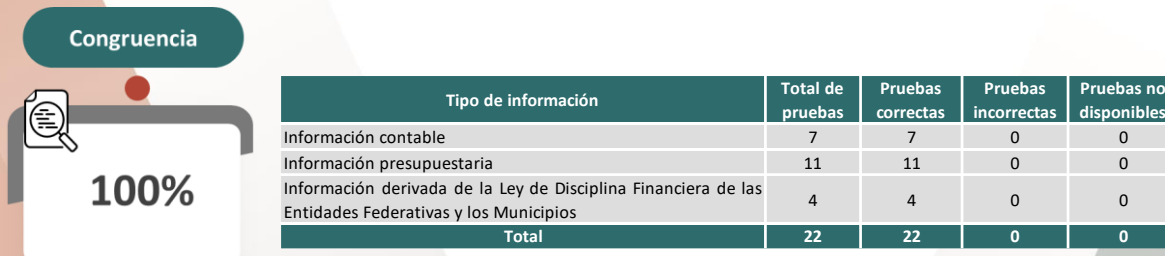 Congruencia
100%
Tipo de información Total de pruebas Pruebas correctas Pruebas incorrectas Pruebas no disponibles
Información contable 7 7 0 0
Información presupuestaria 11 11 0 0
Información derivada de la Ley de Disciplina Financiera de las
Entidades Federativas y los Municipios 4 4 0 0
Total 22 22 0 0